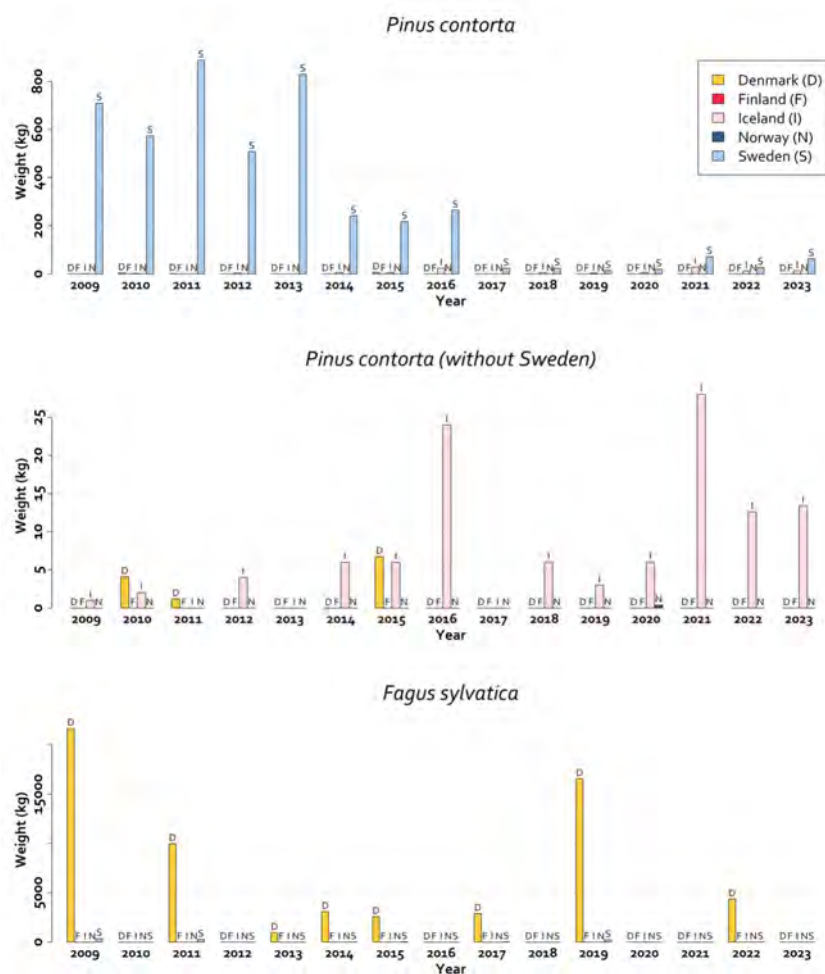 Pinus contorta
Weight (kg)
800
600
400
200
0
Denmark (D)
Finland (F)
Iceland (I)
Norway (N)
Sweden (S)
S S S S S S S S S S S S S S S
I I
D F I N D F I N D F I N D F I N D F I N D F I N D F I N D F N D F I N D F I N D F I N D F I N D F N D F I N D F I N
2009 2010 2011 2012 2013 2014 2015 2016 2017 2018 2019 2020 2021 2022 2023
Year
Pinus contorta (without Sweden)
Weight (kg)
25
20
15
10
5
0
D F I N D F I N D F I N D F I N D F I N D F I N D F I N D F I N D F I N D F I N D F I N D F I N D F I N D F I N D F I N
2009 2010 2011 2012 2013 2014 2015 2016 2017 2018 2019 2020 2021 2022 2023
Year
Fagus sylvatica
Weight (kg)
15000
5000
0
D F I N S D F I N S D F I N S D F I N S D F I N S D F I N S D F I N S D F I N S D F I N S D F I N S D F I N S D F I N S D F I N S D F I N S D F I N S
2009 2010 2011 2012 2013 2014 2015 2016 2017 2018 2019 2020 2021 2022 2023
Year